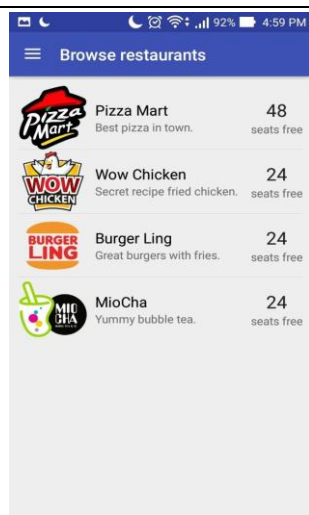 92% 4:59 PM
Browse restaurants
Pizza Mart
Pizza Mart
48
Best pizza in town.
seats free
WOW CHICKEN
Wow Chicken
24
Secret recipe fried chicken.
seats free
BURGER LING
Burger Ling
24
Great burgers with fries.
seats free
MIO CHA
MioCha
24
Yummy bubble tea.
seats free